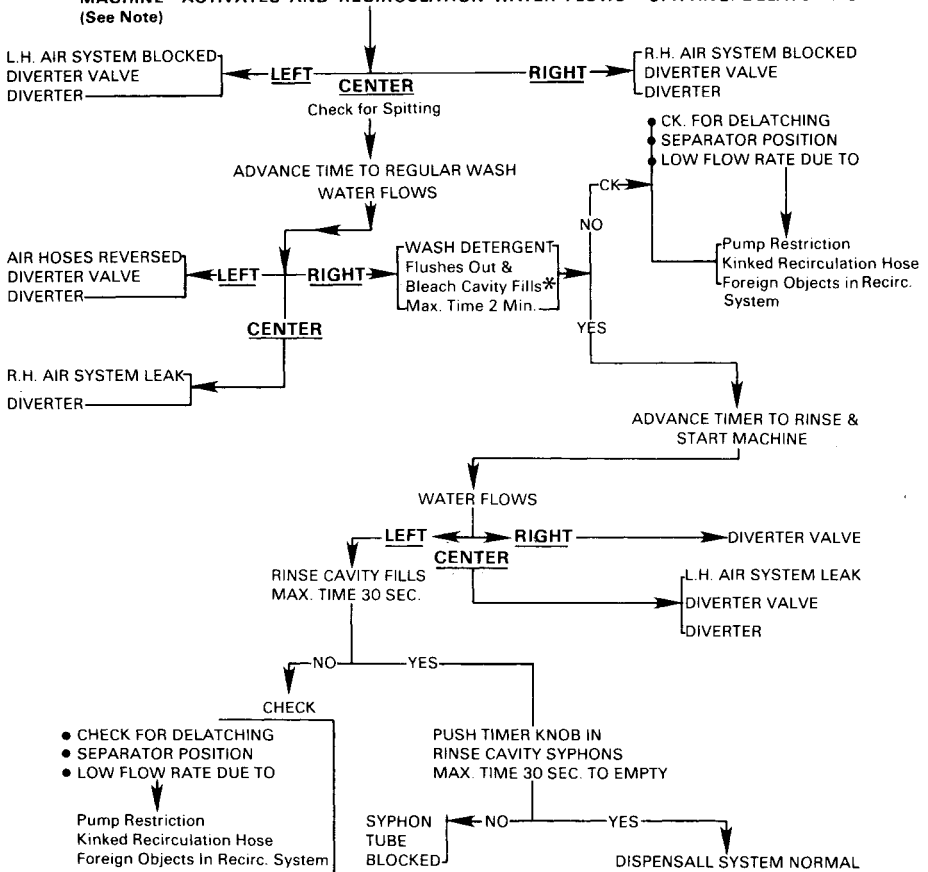 (See Note)
L.H. AIR SYSTEM BLOCKED
DIVERTER VALVE
DIVERTER
LEFT
CENTER
Check for Spitting
RIGHT
R.H. AIR SYSTEM BLOCKED
DIVERTER VALVE
DIVERTER
ADVANCE TIME TO REGULAR WASH
WATER FLOWS
AIR HOSES REVERSED
DIVERTER VALVE
DIVERTER
LEFT
RIGHT
CENTER
R.H. AIR SYSTEM LEAK
DIVERTER
WASH DETERGENT
Flushes Out &
Bleach Cavity Fills*
Max. Time 2 Min.
NO
CK
• CK. FOR DELATCHING
• SEPARATOR POSITION
• LOW FLOW RATE DUE TO
Pump Restriction
Kinked Recirculation Hose
Foreign Objects in Recirc.
System
YES
ADVANCE TIMER TO RINSE &
START MACHINE
WATER FLOWS
LEFT
RIGHT
CENTER
DIVERTER VALVE
L.H. AIR SYSTEM LEAK
DIVERTER VALVE
DIVERTER
RINSE CAVITY FILLS
MAX. TIME 30 SEC.
NO
YES
CHECK
• CHECK FOR DELATCHING
• SEPARATOR POSITION
• LOW FLOW RATE DUE TO
Pump Restriction
Kinked Recirculation Hose
Foreign Objects In Recirc. System
PUSH TIMER KNOB IN
RINSE CAVITY SYPHONS
MAX. TIME 30 SEC. TO EMPTY
NO
YES
SYPHON
TUBE
BLOCKED
DISPENSALL SYSTEM NORMAL